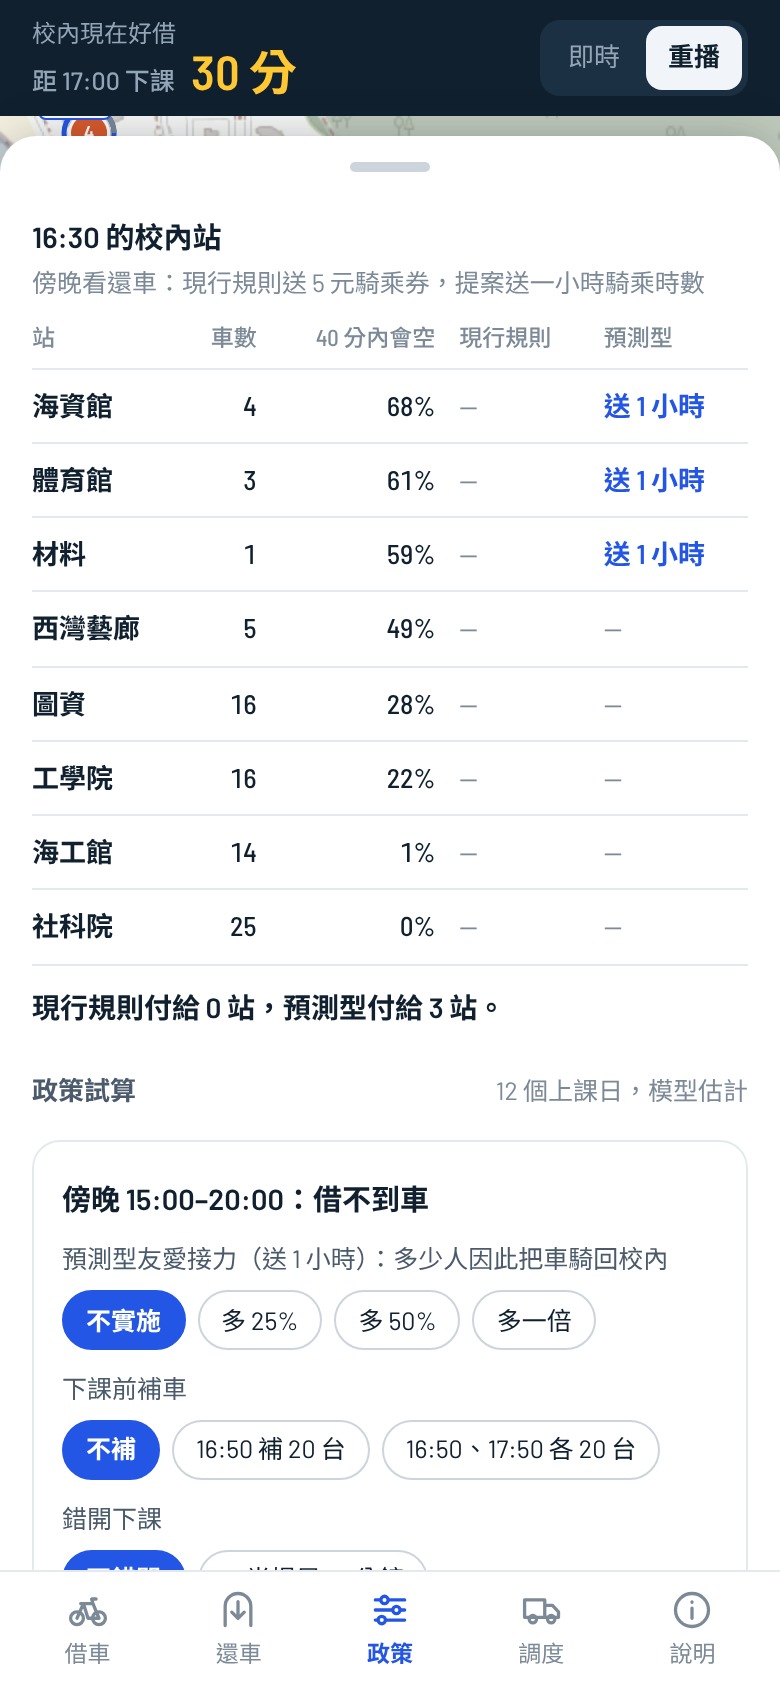 校內現在好借
距 17:00 下課 30 分
即時 重播
4
16:30 的校內站
傍晚看還車：現行規則送 5 元騎乘券，提案送一小時騎乘時數
站 車數 40 分內會空 現行規則 預測型
海資館 4 68% — 送 1 小時
體育館 3 61% — 送 1 小時
材料 1 59% — 送 1 小時
西灣藝廊 5 49% — —
圖資 16 28% — —
工學院 16 22% — —
海工館 14 1% — —
社科院 25 0% — —
現行規則付給 0 站，預測型付給 3 站。
政策試算 12 個上課日，模型估計
傍晚 15:00–20:00：借不到車
預測型友愛接力（送 1 小時）：多少人因此把車騎回校內
不實施 多 25% 多 50% 多一倍
下課前補車
不補 16:50 補 20 台 16:50、17:50 各 20 台
錯開下課
借車 還車 政策 調度 說明